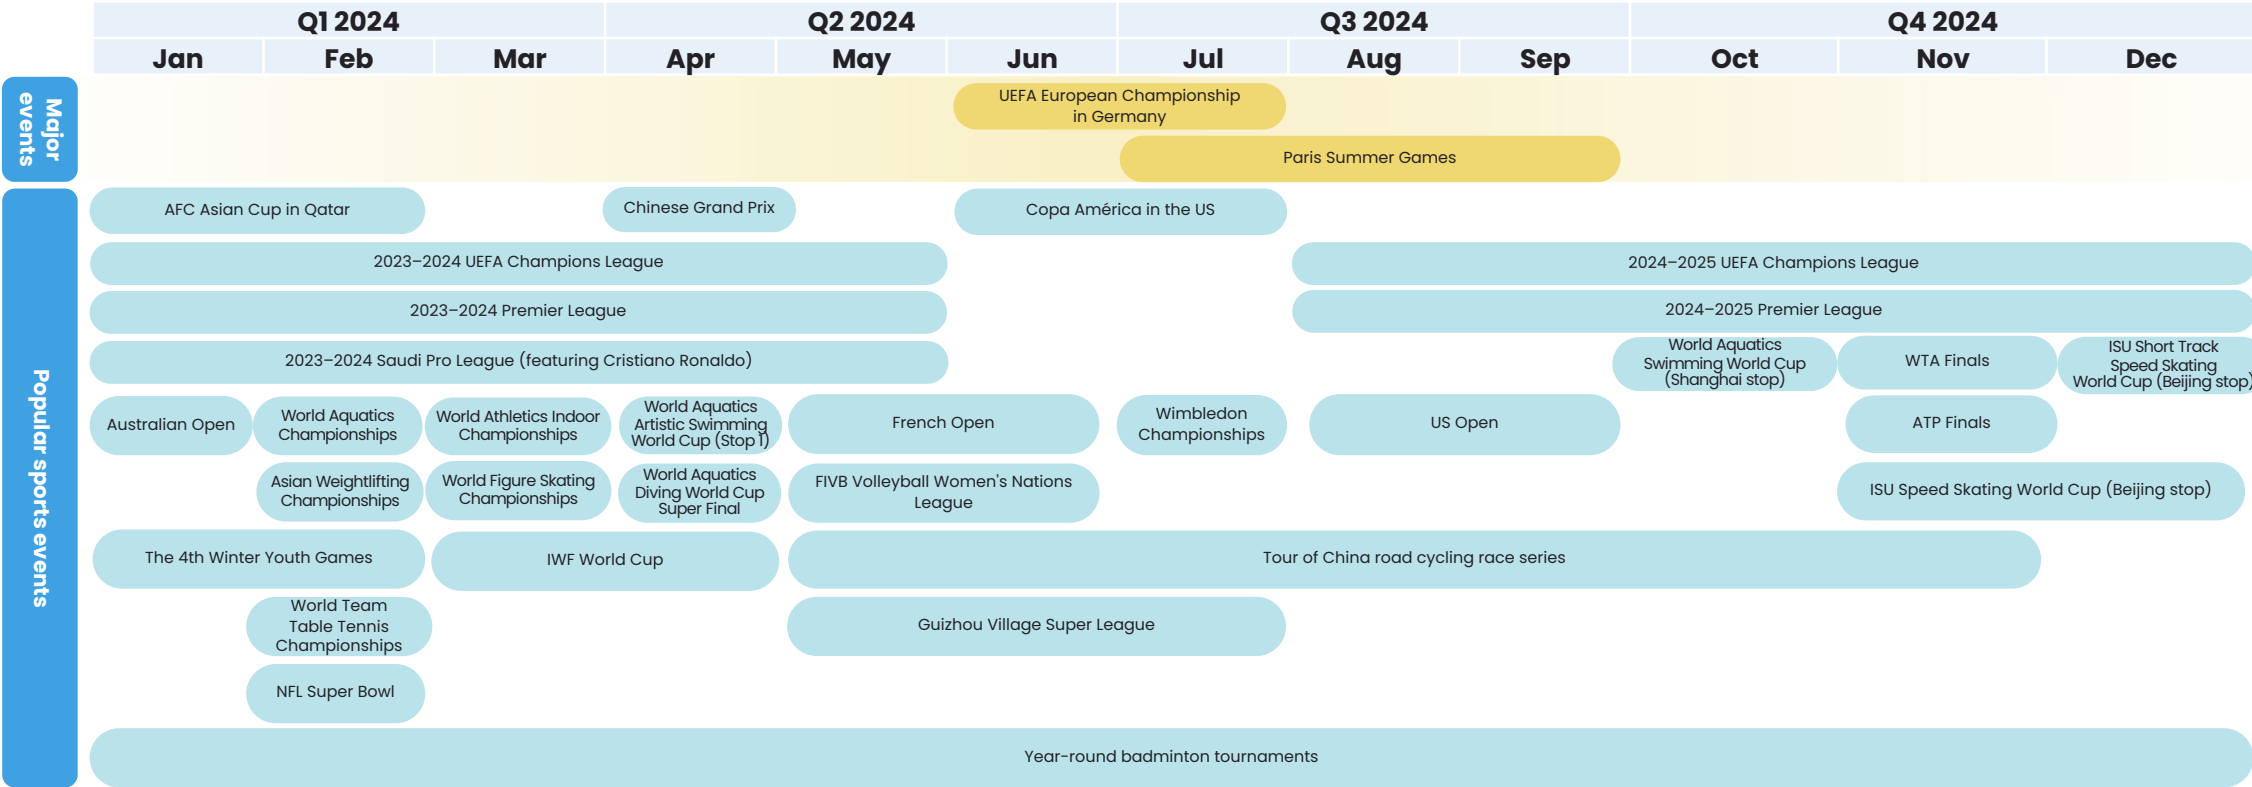 Q1 2024
Q2 2024
Q3 2024
Q4 2024
Jan
Feb
Mar
Apr
May
Jun
Jul
Aug
Sep
Oct
Nov
Dec
Major
events
UEFA European Championship
in Germany
Paris Summer Games
Popular sports events
AFC Asian Cup in Qatar
Chinese Grand Prix
Copa América in the US
2023–2024 UEFA Champions League
2024–2025 UEFA Champions League
2023–2024 Premier League
2024–2025 Premier League
2023–2024 Saudi Pro League (featuring Cristiano Ronaldo)
World Aquatics
Swimming World Cup
(Shanghai stop)
WTA Finals
ISU Short Track
Speed Skating
World Cup (Beijing stop)
Australian Open
World Aquatics
Championships
World Athletics Indoor
Championships
World Aquatics
Artistic Swimming
World Cup (Stop 1)
French Open
Wimbledon
Championships
US Open
ATP Finals
Asian Weightlifting
Championships
World Figure Skating
Championships
World Aquatics
Diving World Cup
Super Final
FIVB Volleyball Women's Nations
League
ISU Speed Skating World Cup (Beijing stop)
The 4th Winter Youth Games
IWF World Cup
Tour of China road cycling race series
World Team
Table Tennis
Championships
Guizhou Village Super League
NFL Super Bowl
Year-round badminton tournaments